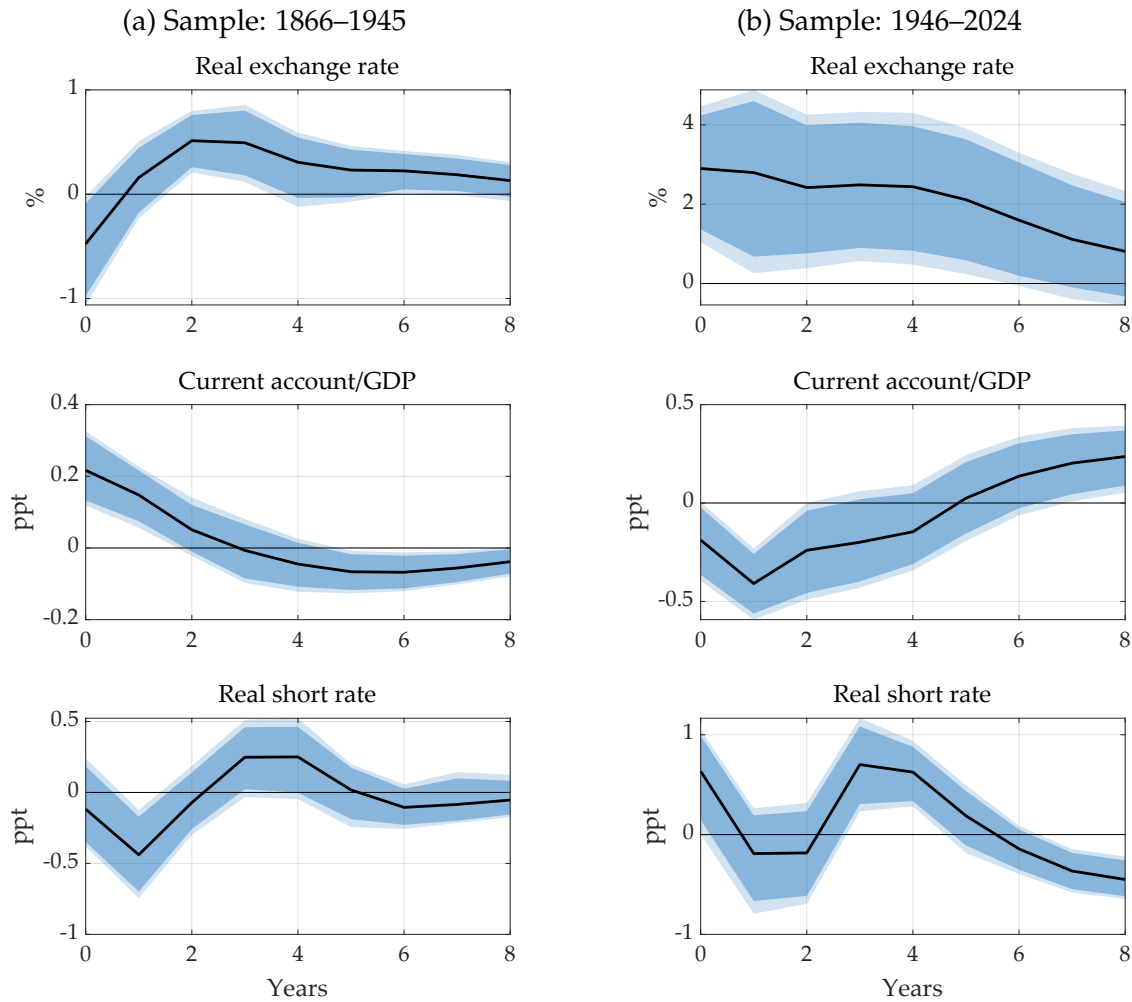 (a) Sample: 1866–1945
Real exchange rate
1
0
-1
%
0 2 4 6 8
Current account/GDP
0.4
0.2
0
-0.2
ppt
0 2 4 6 8
Real short rate
0.5
0
-0.5
-1
ppt
0 2 4 6 8
Years
(b) Sample: 1946–2024
Real exchange rate
4
2
0
%
0 2 4 6 8
Current account/GDP
0.5
0
-0.5
ppt
0 2 4 6 8
Real short rate
1
0
-1
ppt
0 2 4 6 8
Years